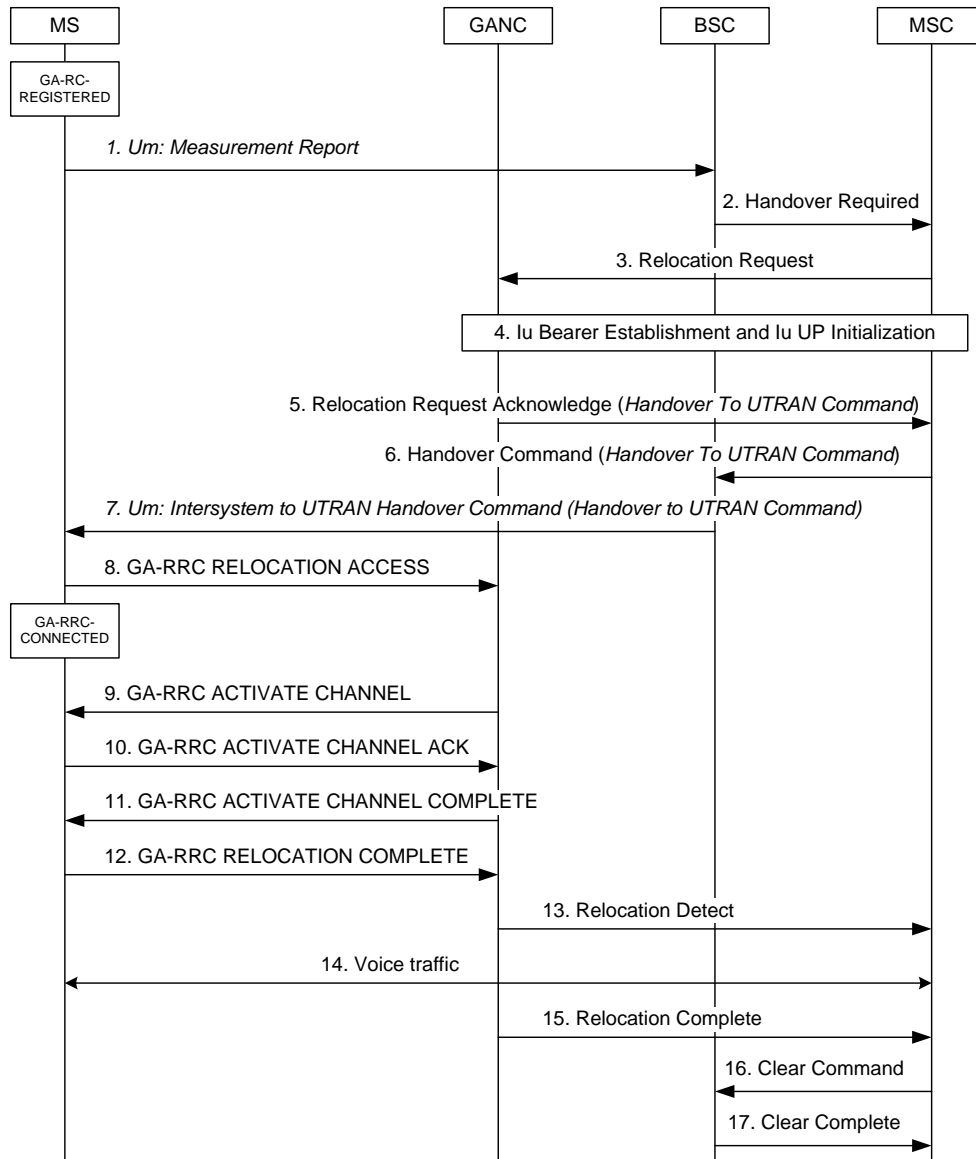 MS
GANC
BSC
MSC
GA-RC-
REGISTERED
1. Um: Measurement Report
2. Handover Required
3. Relocation Request
4. Iu Bearer Establishment and Iu UP Initialization
5. Relocation Request Acknowledge (Handover To UTRAN Command)
6. Handover Command (Handover To UTRAN Command)
7. Um: Intersystem to UTRAN Handover Command (Handover to UTRAN Command)
8. GA-RRC RELOCATION ACCESS
GA-RRC-
CONNECTED
9. GA-RRC ACTIVATE CHANNEL
10. GA-RRC ACTIVATE CHANNEL ACK
11. GA-RRC ACTIVATE CHANNEL COMPLETE
12. GA-RRC RELOCATION COMPLETE
13. Relocation Detect
14. Voice traffic
15. Relocation Complete
16. Clear Command
17. Clear Complete